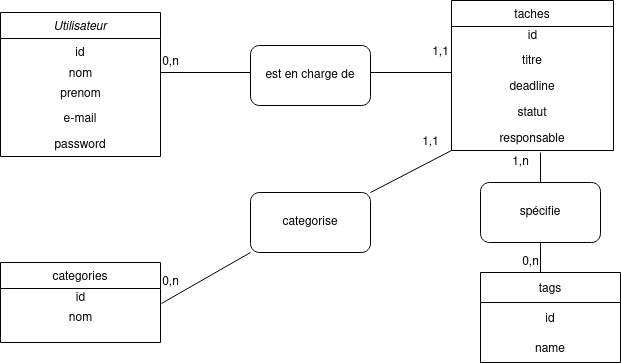 Utilisateur
id
nom
prenom
e-mail
password
0,n
est en charge de
1,1
taches
id
titre
deadline
statut
responsable
1,1
1,n
categorise
spécifie
0,n
categories
id
nom
0,n
tags
id
name